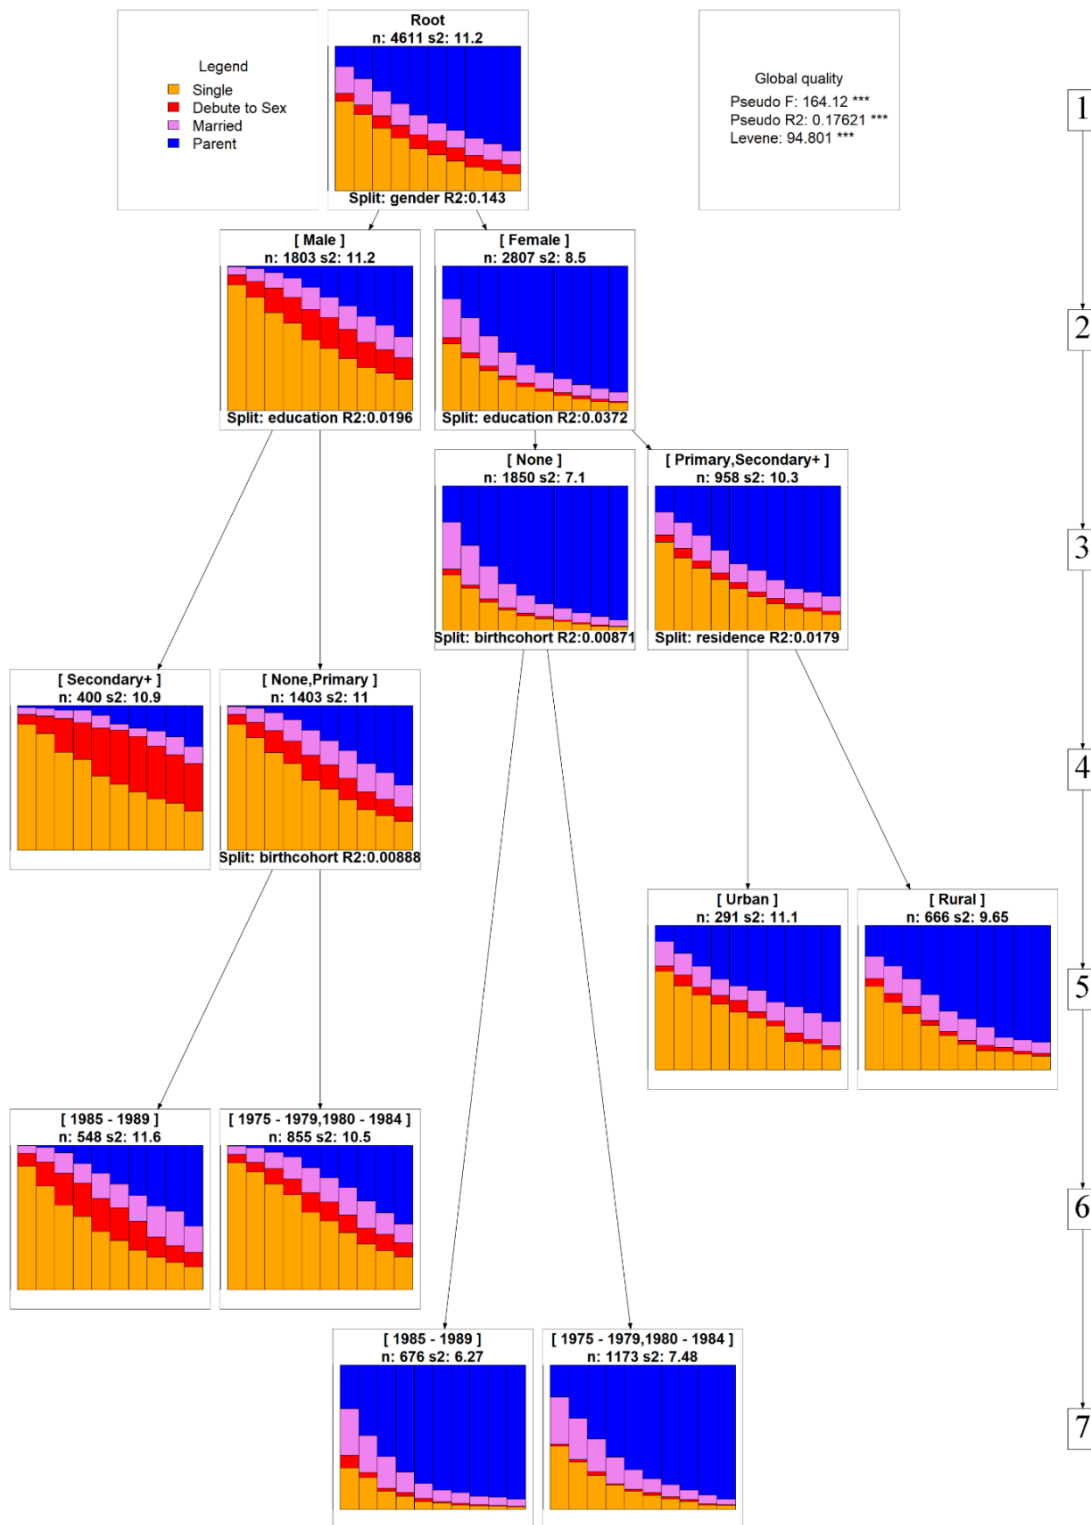 Legend
Single
Debute to Sex
Married
Parent
Root
n: 4611 s2: 11.2
Split: gender R2:0.143
Global quality
Pseudo F: 164.12 ***
Pseudo R2: 0.17621 ***
Levene: 94.801 ***
1
[ Male ]
n: 1803 s2: 11.2
Split: education R2:0.0196
[ Female ]
n: 2807 s2: 8.5
Split: education R2:0.0372
2
[ None ]
n: 1850 s2: 7.1
Split: birthcohort R2:0.00871
[ Primary,Secondary+ ]
n: 958 s2: 10.3
Split: residence R2:0.0179
3
[ Secondary+ ]
n: 400 s2: 10.9
[ None,Primary ]
n: 1403 s2: 11
Split: birthcohort R2:0.00888
4
[ Urban ]
n: 291 s2: 11.1
[ Rural ]
n: 666 s2: 9.65
5
[ 1985 - 1989 ]
n: 548 s2: 11.6
[ 1975 - 1979,1980 - 1984 ]
n: 855 s2: 10.5
6
[ 1985 - 1989 ]
n: 676 s2: 6.27
[ 1975 - 1979,1980 - 1984 ]
n: 1173 s2: 7.48
7